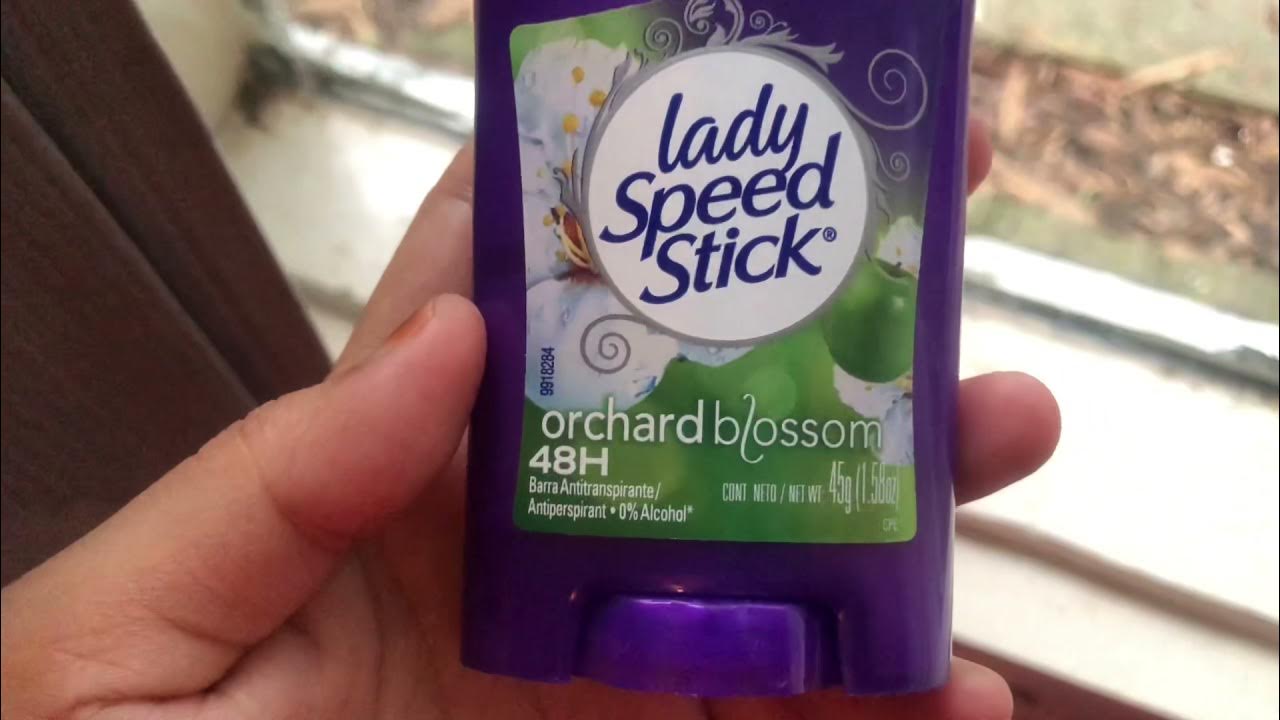 lady
Speed
Stick®
9918284
orchard blossom
48H
Barra Antitranspirante/
Antiperspirant • 0% Alcohol*
CONT NETO / NET WT 45g (1.58oz)